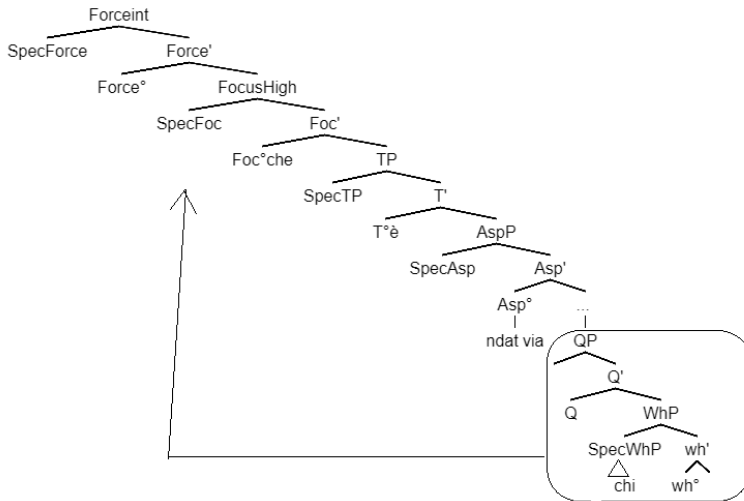 Forceint
SpecForce Force'
Force° FocusHigh
SpecFoc Foc'
Foc°che TP
SpecTP T'
T°è AspP
SpecAsp Asp'
Asp° ...
ndat via QP
Q'
Q WhP
SpecWhP wh'
chi wh°